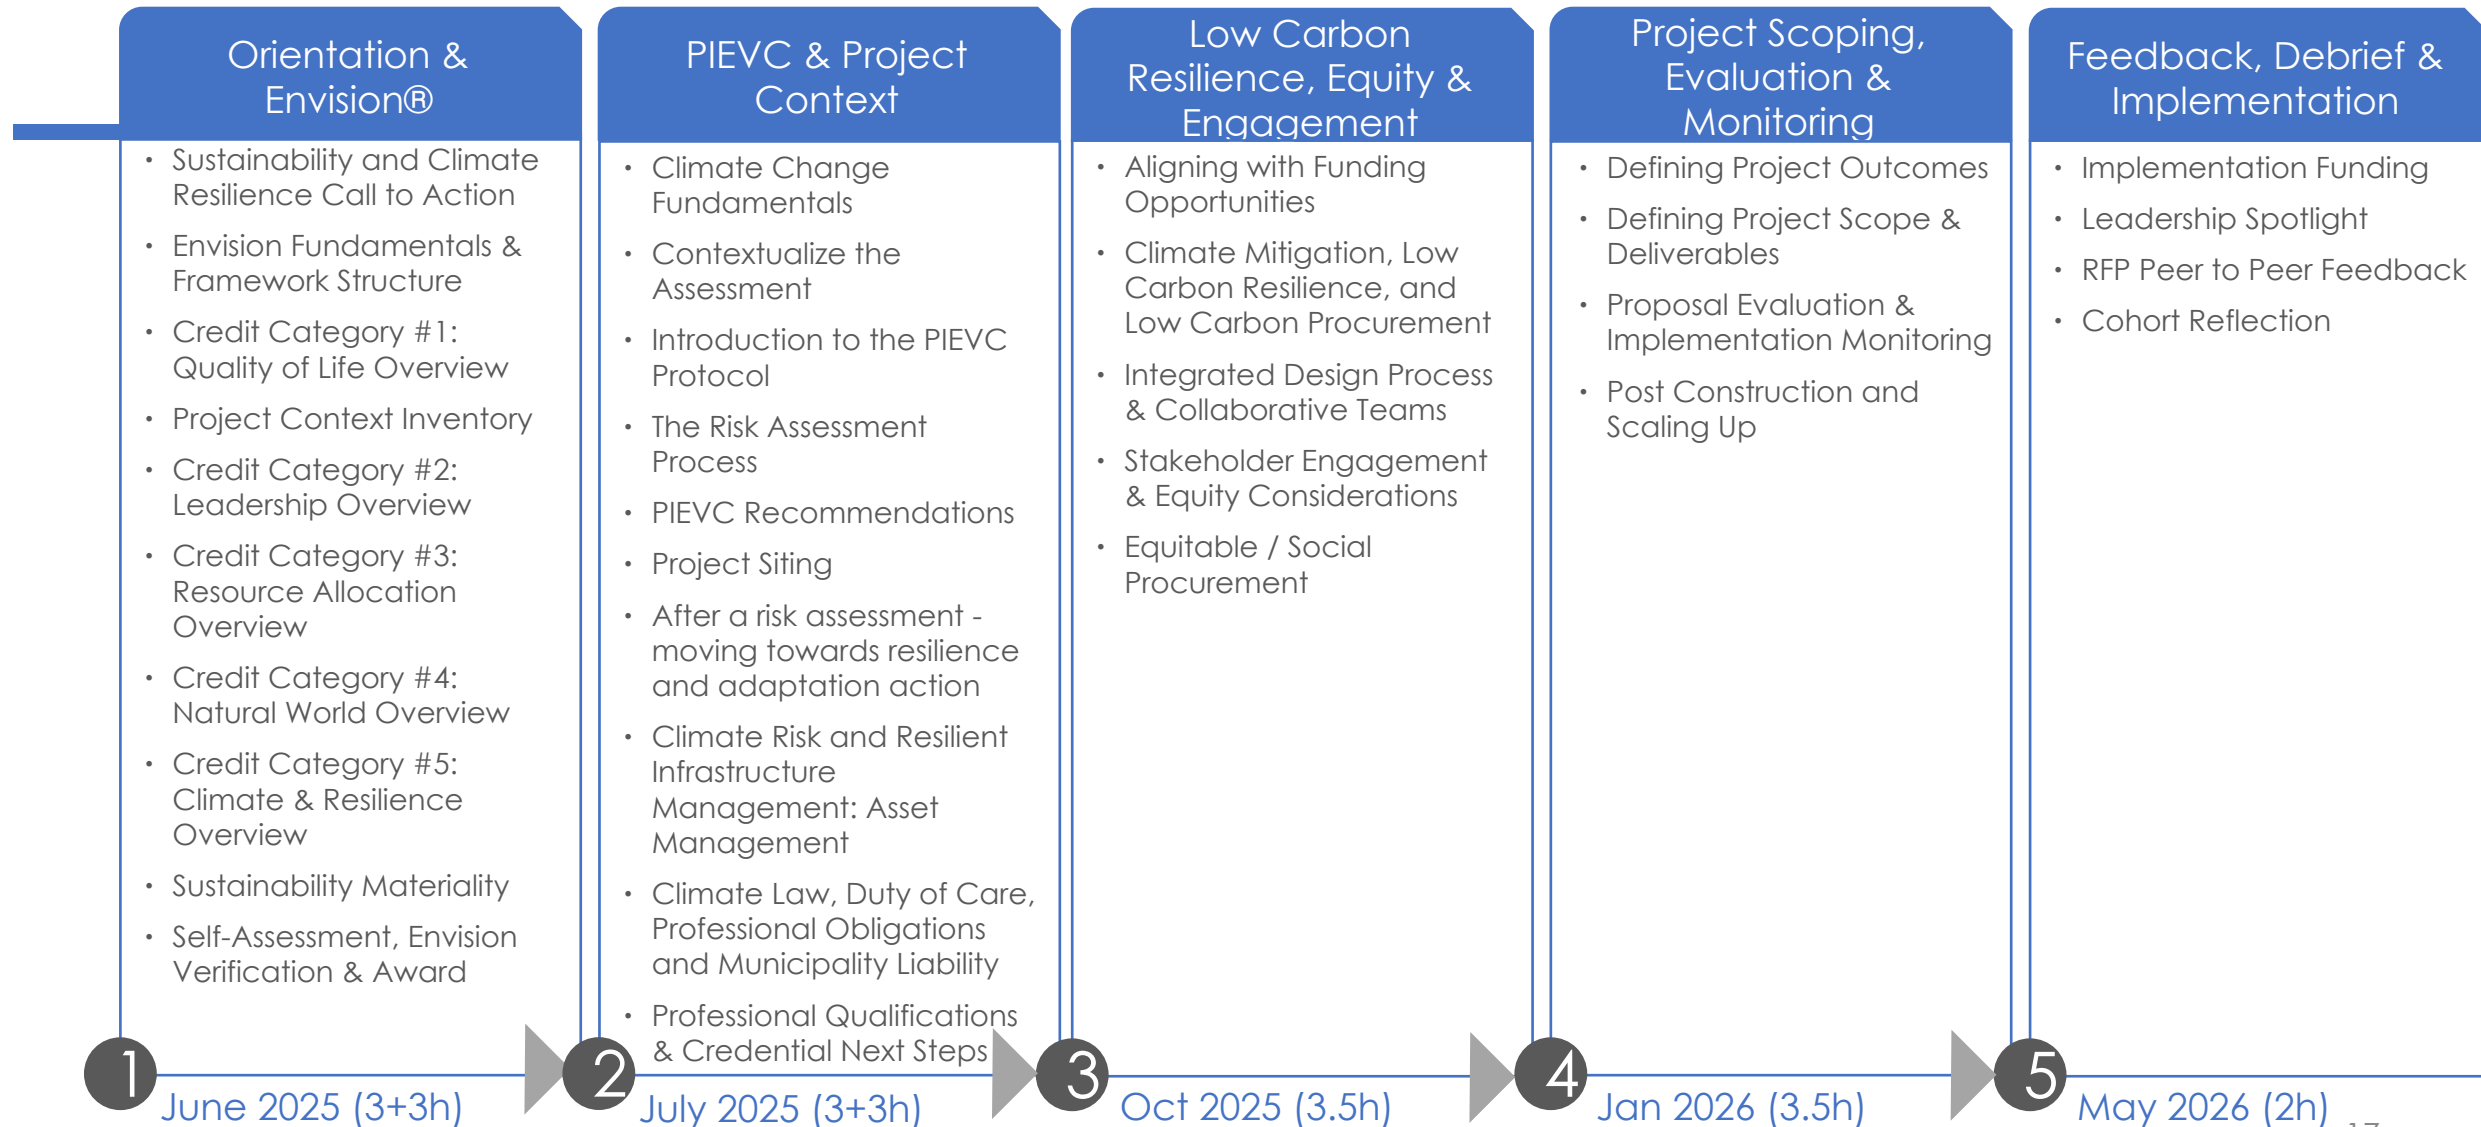 Orientation &
Envision®
• Sustainability and Climate
Resilience Call to Action
• Envision Fundamentals &
Framework Structure
• Credit Category #1:
Quality of Life Overview
• Project Context Inventory
• Credit Category #2:
Leadership Overview
• Credit Category #3:
Resource Allocation
Overview
• Credit Category #4:
Natural World Overview
• Credit Category #5:
Climate & Resilience
Overview
• Sustainability Materiality
• Self-Assessment, Envision
Verification & Award
1
June 2025 (3+3h)
PIEVC & Project
Context
• Climate Change
Fundamentals
• Contextualize the
Assessment
• Introduction to the PIEVC
Protocol
• The Risk Assessment
Process
• PIEVC Recommendations
• Project Siting
• After a risk assessment -
moving towards resilience
and adaptation action
• Climate Risk and Resilient
Infrastructure
Management: Asset
Management
• Climate Law, Duty of Care,
Professional Obligations
and Municipality Liability
• Professional Qualifications
& Credential Next Steps
2
July 2025 (3+3h)
Low Carbon
Resilience, Equity &
Engagement
• Aligning with Funding
Opportunities
• Climate Mitigation, Low
Carbon Resilience, and
Low Carbon Procurement
• Integrated Design Process
& Collaborative Teams
• Stakeholder Engagement
& Equity Considerations
• Equitable / Social
Procurement
3
Oct 2025 (3.5h)
Project Scoping,
Evaluation &
Monitoring
• Defining Project Outcomes
• Defining Project Scope &
Deliverables
• Proposal Evaluation &
Implementation Monitoring
• Post Construction and
Scaling Up
4
Jan 2026 (3.5h)
Feedback, Debrief &
Implementation
• Implementation Funding
• Leadership Spotlight
• RFP Peer to Peer Feedback
• Cohort Reflection
5
May 2026 (2h)